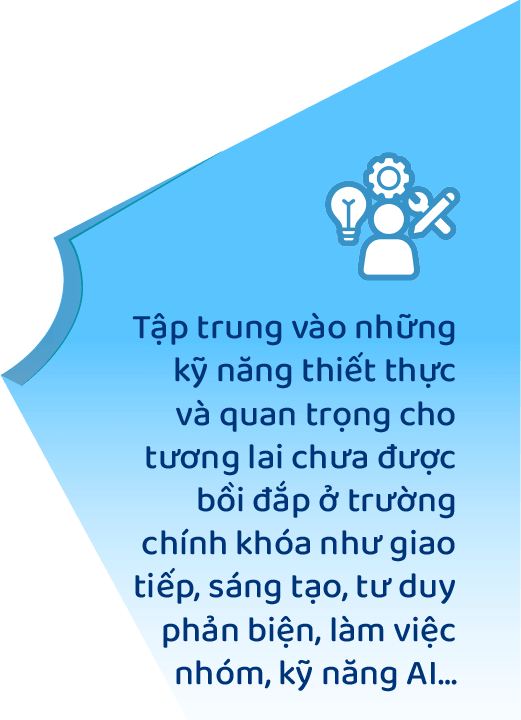 Tập trung vào những
kỹ năng thiết thực
và quan trọng cho
tương lai chưa được
bồi đắp ở trường
chính khóa như giao
tiếp, sáng tạo, tư duy
phản biện, làm việc
nhóm, kỹ năng AI...